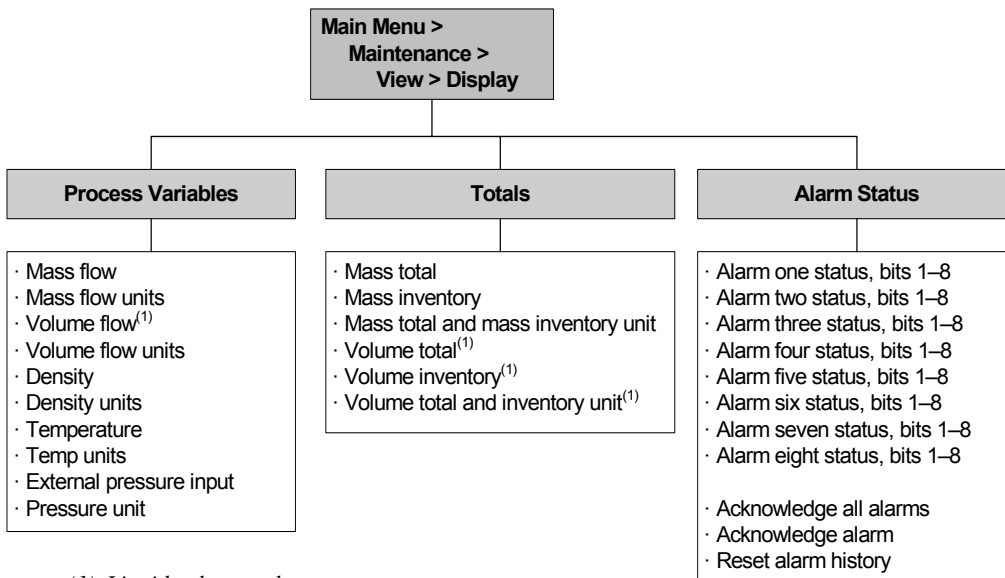 Main Menu >
Maintenance >
View > Display
Process Variables
· Mass flow
· Mass flow units
· Volume flow(1)
· Volume flow units
· Density
· Density units
· Temperature
· Temp units
· External pressure input
· Pressure unit
Totals
· Mass total
· Mass inventory
· Mass total and mass inventory unit
· Volume total(1)
· Volume inventory(1)
· Volume total and inventory unit(1)
Alarm Status
· Alarm one status, bits 1–8
· Alarm two status, bits 1–8
· Alarm three status, bits 1–8
· Alarm four status, bits 1–8
· Alarm five status, bits 1–8
· Alarm six status, bits 1–8
· Alarm seven status, bits 1–8
· Alarm eight status, bits 1–8
· Acknowledge all alarms
· Acknowledge alarm
· Reset alarm history